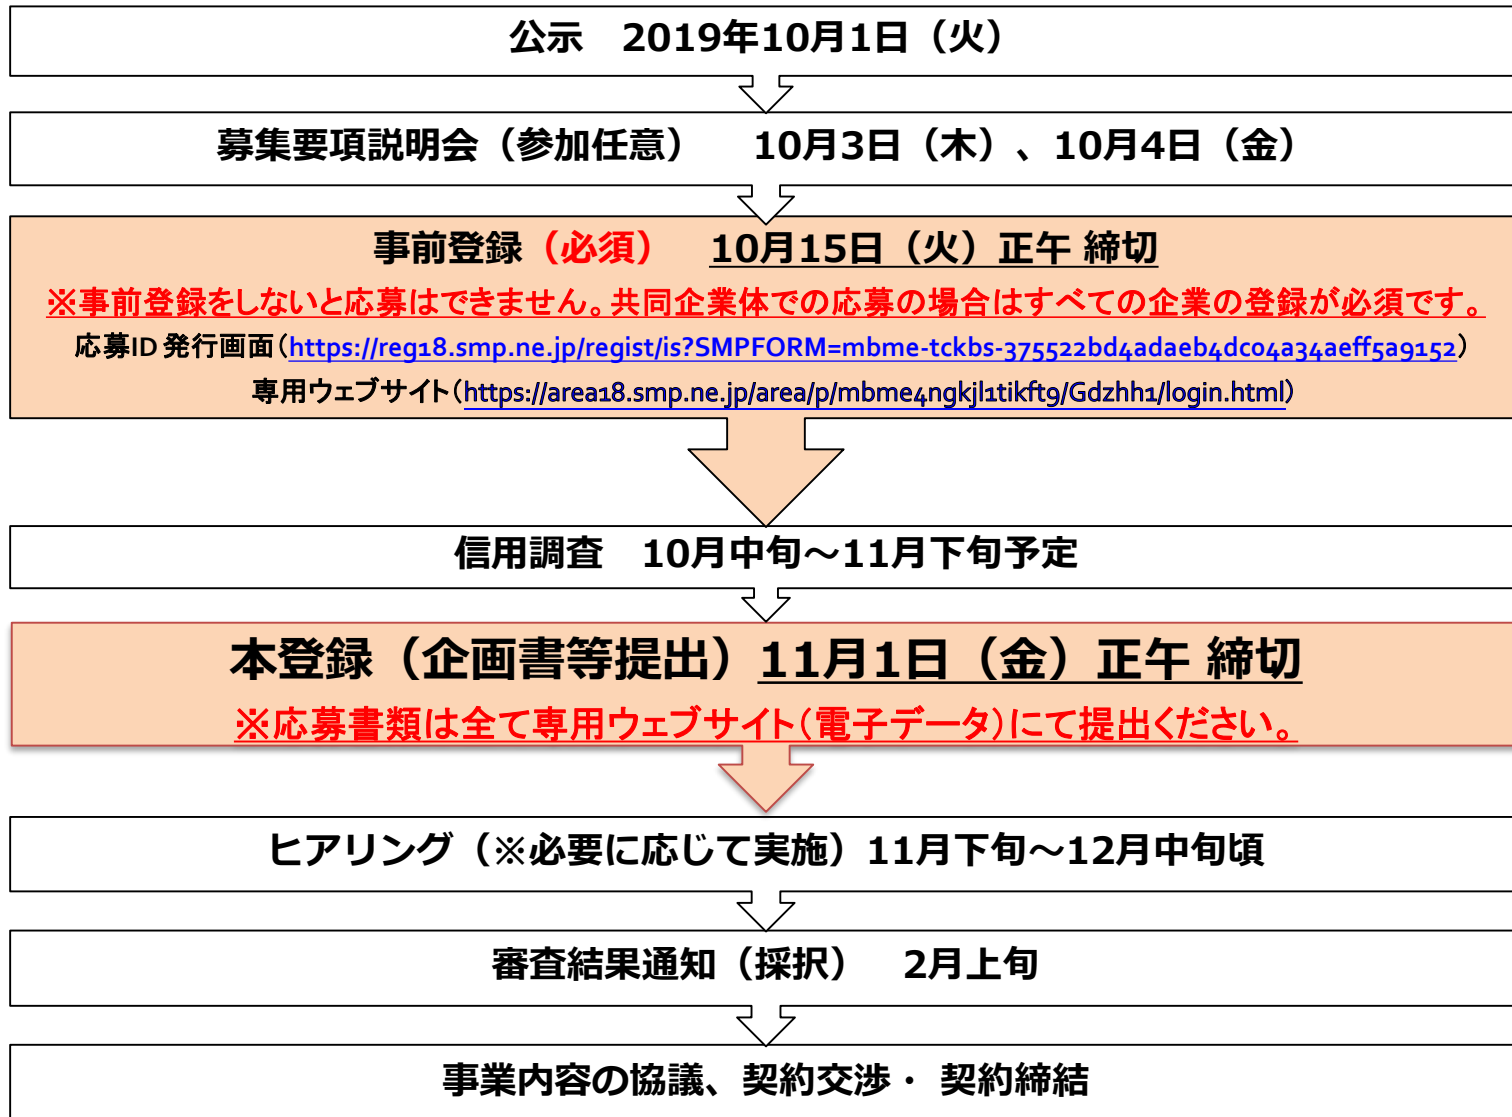 公示　2019年10月1日（火）
募集要項説明会（参加任意）　10月3日（木）、10月4日（金）
事前登録（必須）　10月15日（火）正午 締切
※事前登録をしないと応募はできません。共同企業体での応募の場合はすべての企業の登録が必須です。
応募ID 発行画面（https://reg18.smp.ne.jp/regist/is?SMPFORM=mbme-tckbs-375522bd4adaeb4dc04a34aeff5a9152）
専用ウェブサイト（https://area18.smp.ne.jp/area/p/mbme4ngkjl1tikft9/Gdzhh1/login.html）
信用調査　10月中旬～11月下旬予定
本登録（企画書等提出）11月1日（金）正午 締切
※応募書類は全て専用ウェブサイト（電子データ）にて提出ください。
ヒアリング（※必要に応じて実施）11月下旬～12月中旬頃
審査結果通知（採択）　2月上旬
事業内容の協議、契約交渉・ 契約締結